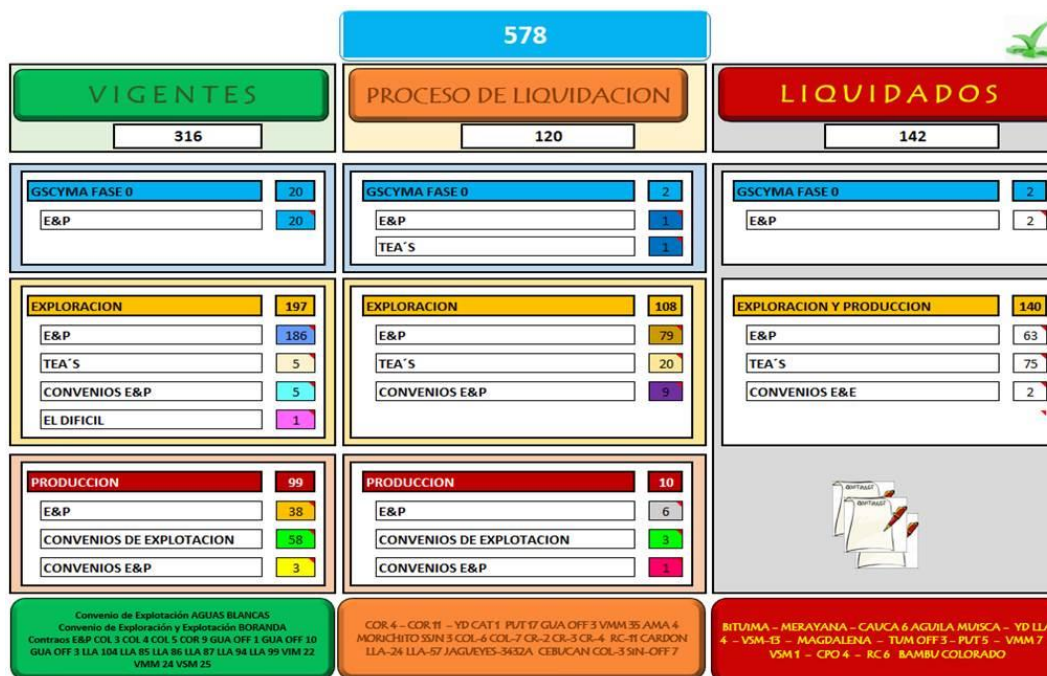 578
VIGENTES
316
GSCYMA FASE 0 20
E&P 20
EXPLORACION 197
E&P 186
TEA´S 5
CONVENIOS E&P 5
EL DIFICIL 1
PRODUCCION 99
E&P 38
CONVENIOS DE EXPLOTACION 58
CONVENIOS E&P 3
Convenio de Explotación AGUAS BLANCAS
Convenio de Exploración y Explotación BORANDA
Contraos E&P COL 3 COL 4 COL 5 COR 9 GUA OFF 1 GUA OFF 10
GUA OFF 3 LLA 104 LLA 85 LLA 86 LLA 87 LLA 94 LLA 99 VIM 22
VMM 24 VSM 25
PROCESO DE LIQUIDACION
120
GSCYMA FASE 0 2
E&P 1
TEA´S 1
EXPLORACION 108
E&P 79
TEA´S 20
CONVENIOS E&P 9
PRODUCCION 10
E&P 6
CONVENIOS DE EXPLOTACION 3
CONVENIOS E&P 1
COR 4 – COR 11 – YD CAT 1 PUT 17 GUA OFF 3 VMM 35 AMA 4
MORICHITO SSJN 3 COL-6 COL-7 CR-2 CR-3 CR-4 RC-11 CARDON
LLA-24 LLA-57 JAGUEYES-3432A CEBUCAN COL-3 SIN-OFF 7
LIQUIDADOS
142
GSCYMA FASE 0 2
E&P 2
EXPLORACION Y PRODUCCION 140
E&P 63
TEA´S 75
CONVENIOS E&E 2
BITUIMA – MERAYANA – CAUCA 6 AGUILA MUISCA – YD LLA
4 – VSM-13 – MAGDALENA – TUM OFF 3 – PUT 5 – VMM 7
VSM 1 – CPO 4 – RC 6 BAMBU COLORADO